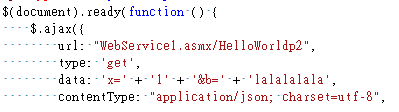 $(document).ready(function () {
$.ajax({
url: "WebService1.asmx/HelloWorldp2",
type: 'get',
data: 'x=' + '1' + '&b=' + 'lalalalala',
contentType: "application/json; Charset=utf-8",